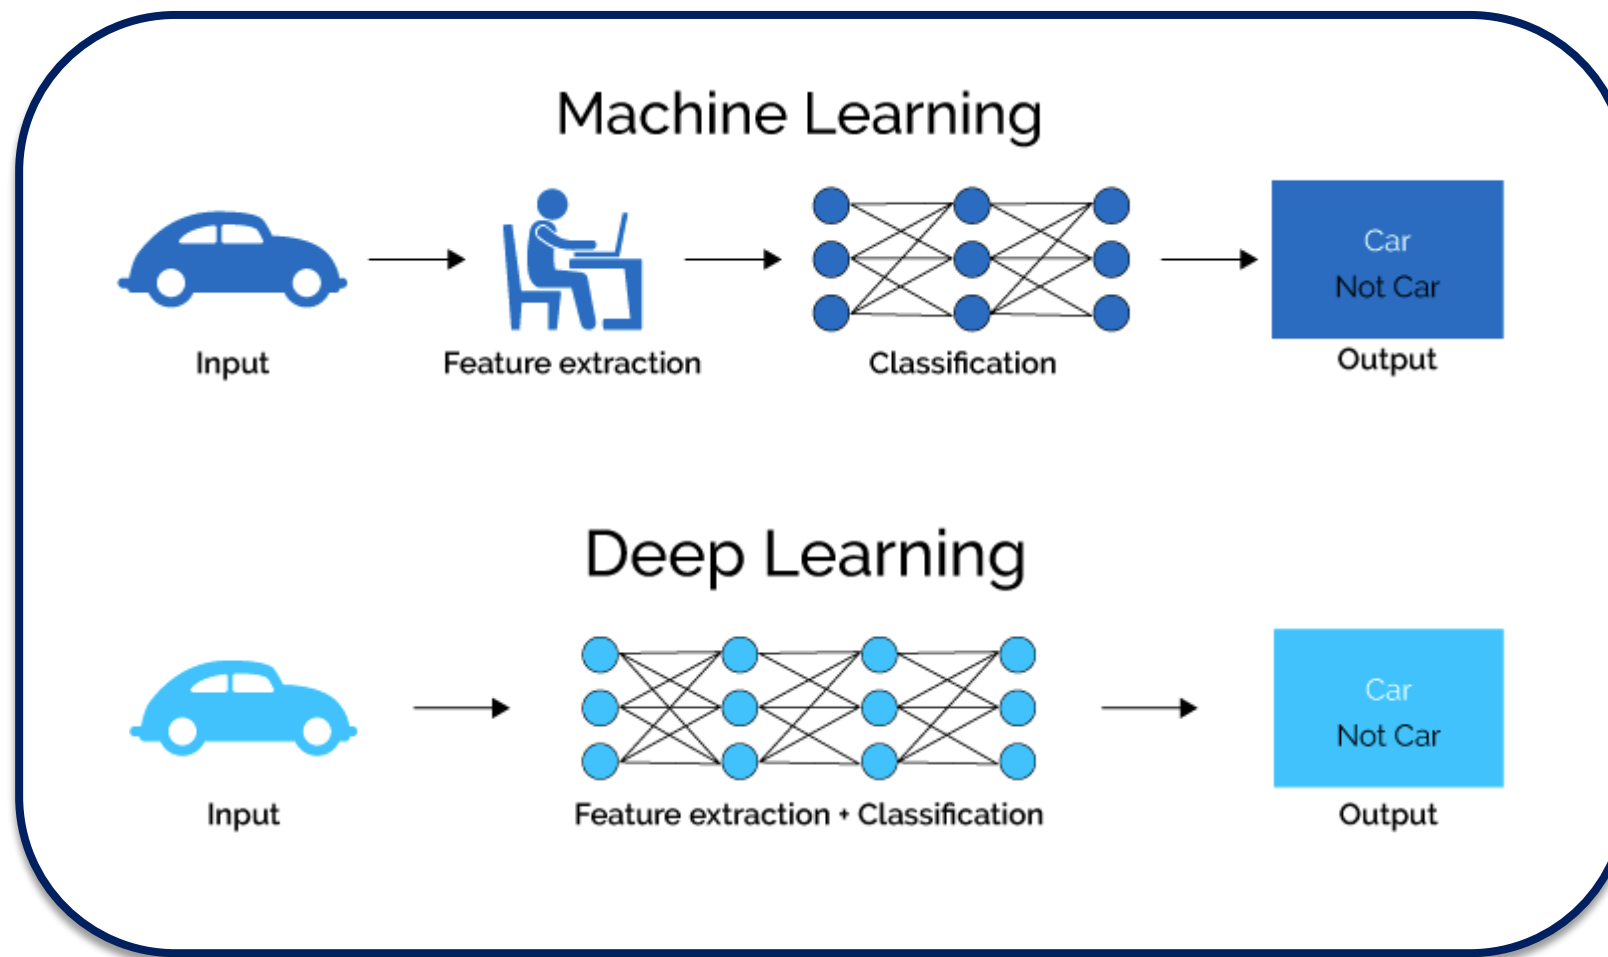 Machine Learning
Car
Not Car
Input
Feature extraction
Classification
Output
Deep Learning
Car
Not Car
Input
Feature extraction + Classification
Output